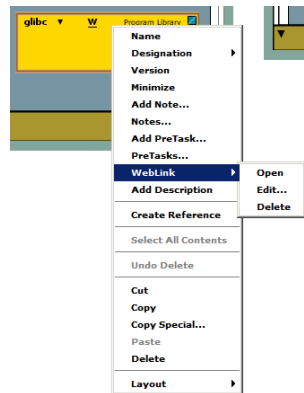 glibc ▼ W Program Library
Name
Designation
Version
Minimize
Add Note...
Notes...
Add PreTask...
PreTasks...
WebLink
Open
Add Description
Edit...
Delete
Create Reference
Select All Contents
Undo Delete
Cut
Copy
Copy Special...
Paste
Delete
Layout